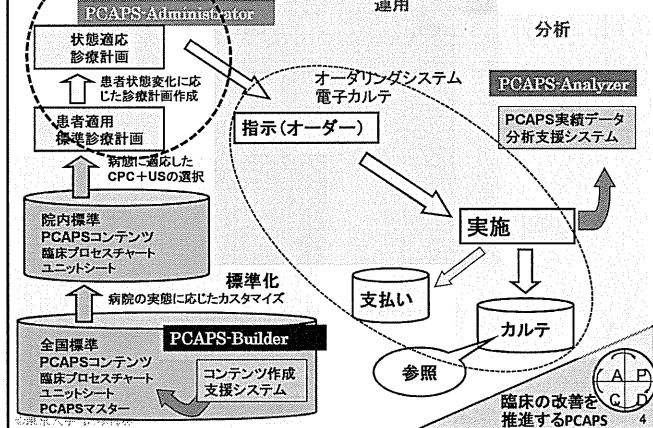 PCAPS-Administrator
運用
分析
状態適応
診療計画
患者状態変化に応
じた診療計画作成
患者適用
標準診療計画
病態に適応した
CPC+USの選択
オーダリングシステム
電子カルテ
指示(オーダー)
PCAPS-Analyzer
PCAPS実績データ
分析支援システム
院内標準
PCAPSコンテンツ
臨床プロセスチャート
ユニットシート
実施
標準化
病院の実態に応じたカスタマイズ
支払い
カルテ
参照
PCAPS-Builder
全国標準
PCAPSコンテンツ
臨床プロセスチャート
ユニットシート
PCAPSマスター
コンテンツ作成
支援システム
臨床の改善を
推進するPCAPS
A P
C D
4